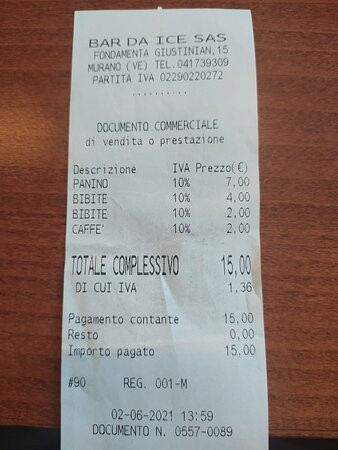 BAR DA ICE SAS
FONDAMENTA GIUSTINIAN,15
MURANO (VE) TEL.041739309
PARTITA IVA 02290220272
..........
DOCUMENTO COMMERCIALE
di vendita o prestazione
Descrizione IVA Prezzo(€)
PANINO 10% 7,00
BIBITE 10% 4,00
BIBITE 10% 2,00
CAFFE' 10% 2,00
TOTALE COMPLESSIVO 15,00
DI CUI IVA 1,36
Pagamento contante 15,00
Resto 0,00
Importo pagato 15,00
#90 REG. 001-M
02-06-2021 13:59
DOCUMENTO N. 0557-0089